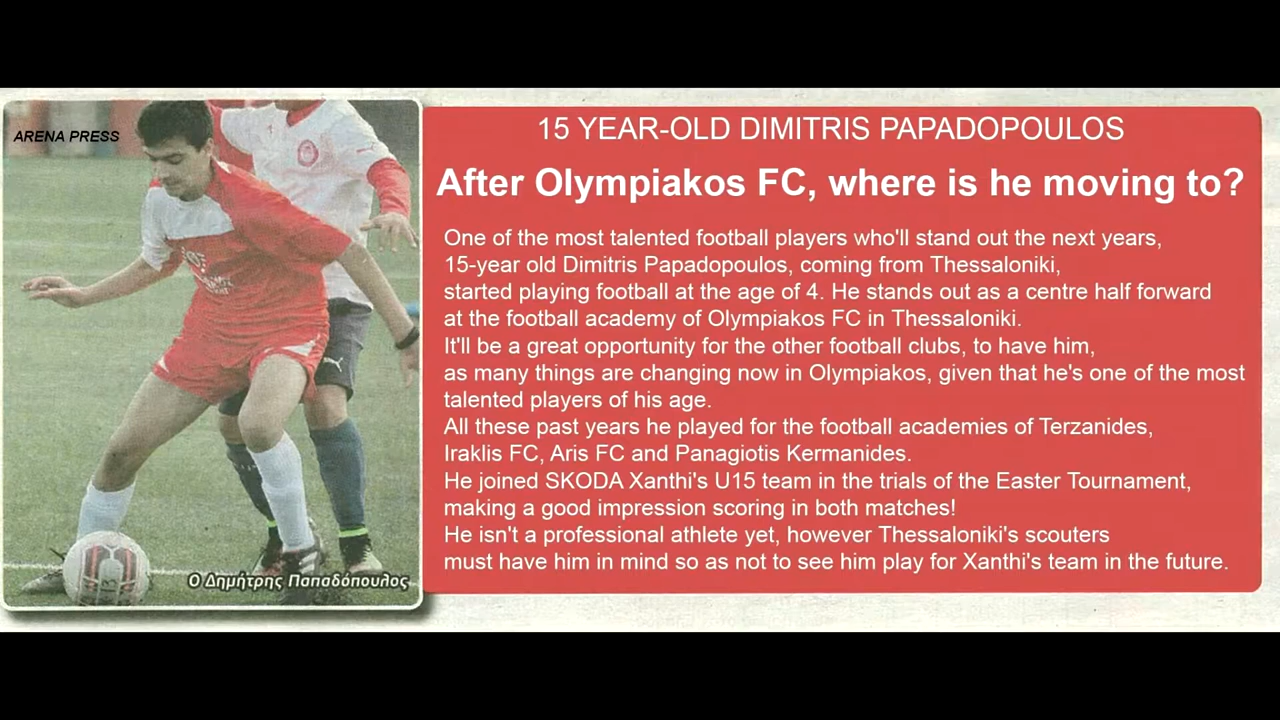 ARENA PRESS
15 YEAR-OLD DIMITRIS PAPADOPOULOS
After Olympiakos FC, where is he moving to?
One of the most talented football players who'll stand out the next years,
15-year old Dimitris Papadopoulos, coming from Thessaloniki,
started playing football at the age of 4. He stands out as a centre half forward
at the football academy of Olympiakos FC in Thessaloniki.
It'll be a great opportunity for the other football clubs, to have him,
as many things are changing now in Olympiakos, given that he's one of the most
talented players of his age.
All these past years he played for the football academies of Terzanides,
Iraklis FC, Aris FC and Panagiotis Kermanides.
He joined SKODA Xanthi's U15 team in the trials of the Easter Tournament,
making a good impression scoring in both matches!
He isn't a professional athlete yet, however Thessaloniki's scouters
must have him in mind so as not to see him play for Xanthi's team in the future.
Ο Δημήτρης Παπαδόπουλος